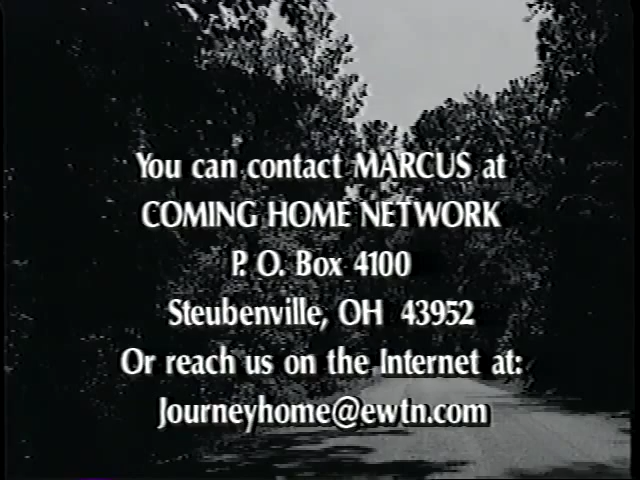 You can contact MARCUS at
COMING HOME NETWORK
P. O. Box 4100
Steubenville, OH 43952
Or reach us on the Internet at:
Journeyhome@ewtn.com